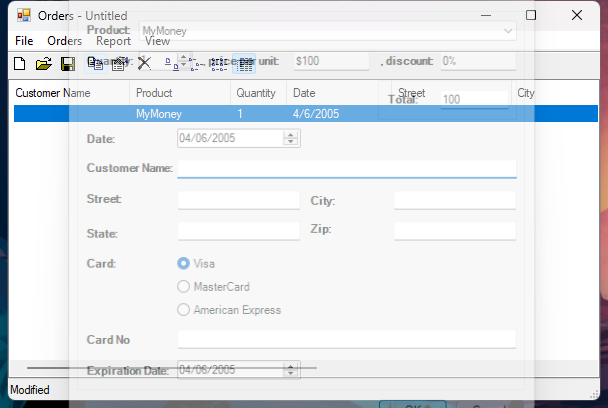 Orders - Untitled
Product: MyMoney
File Orders Report View
price per unit: $100 , discount: 0%
Customer Name Product Quantity Date Street City
Total: 100
MyMoney 1 4/6/2005
Date: 04/06/2005
Customer Name:
Street: City:
State: Zip:
Card: Visa
MasterCard
American Express
Card No
Expiration Date: 04/06/2005
Modified
OK